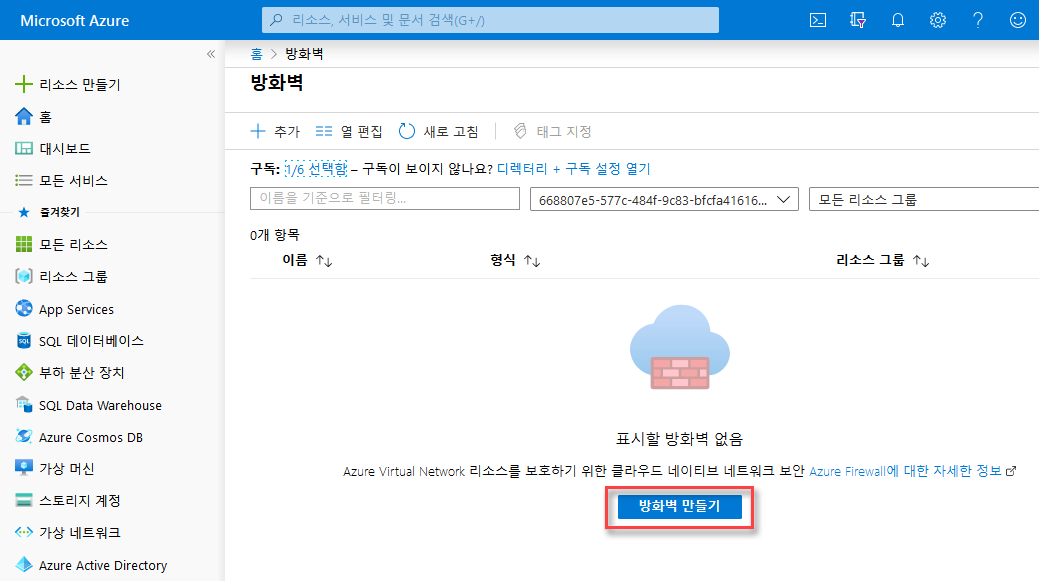 Microsoft Azure
리소스, 서비스 및 문서 검색(G+/)
«
리소스 만들기
홈
대시보드
모든 서비스
즐겨찾기
모든 리소스
리소스 그룹
App Services
SQL 데이터베이스
부하 분산 장치
SQL Data Warehouse
Azure Cosmos DB
가상 머신
스토리지 계정
가상 네트워크
Azure Active Directory
홈 > 방화벽
방화벽
추가 열 편집 새로 고침 태그 지정
구독: 1/6 선택함 – 구독이 보이지 않나요? 디렉터리 + 구독 설정 열기
이름을 기준으로 필터링... 668807e5-577c-484f-9c83-bfcfa41616... 모든 리소스 그룹
0개 항목
이름 형식 리소스 그룹
표시할 방화벽 없음
Azure Virtual Network 리소스를 보호하기 위한 클라우드 네이티브 네트워크 보안 Azure Firewall에 대한 자세한 정보
방화벽 만들기